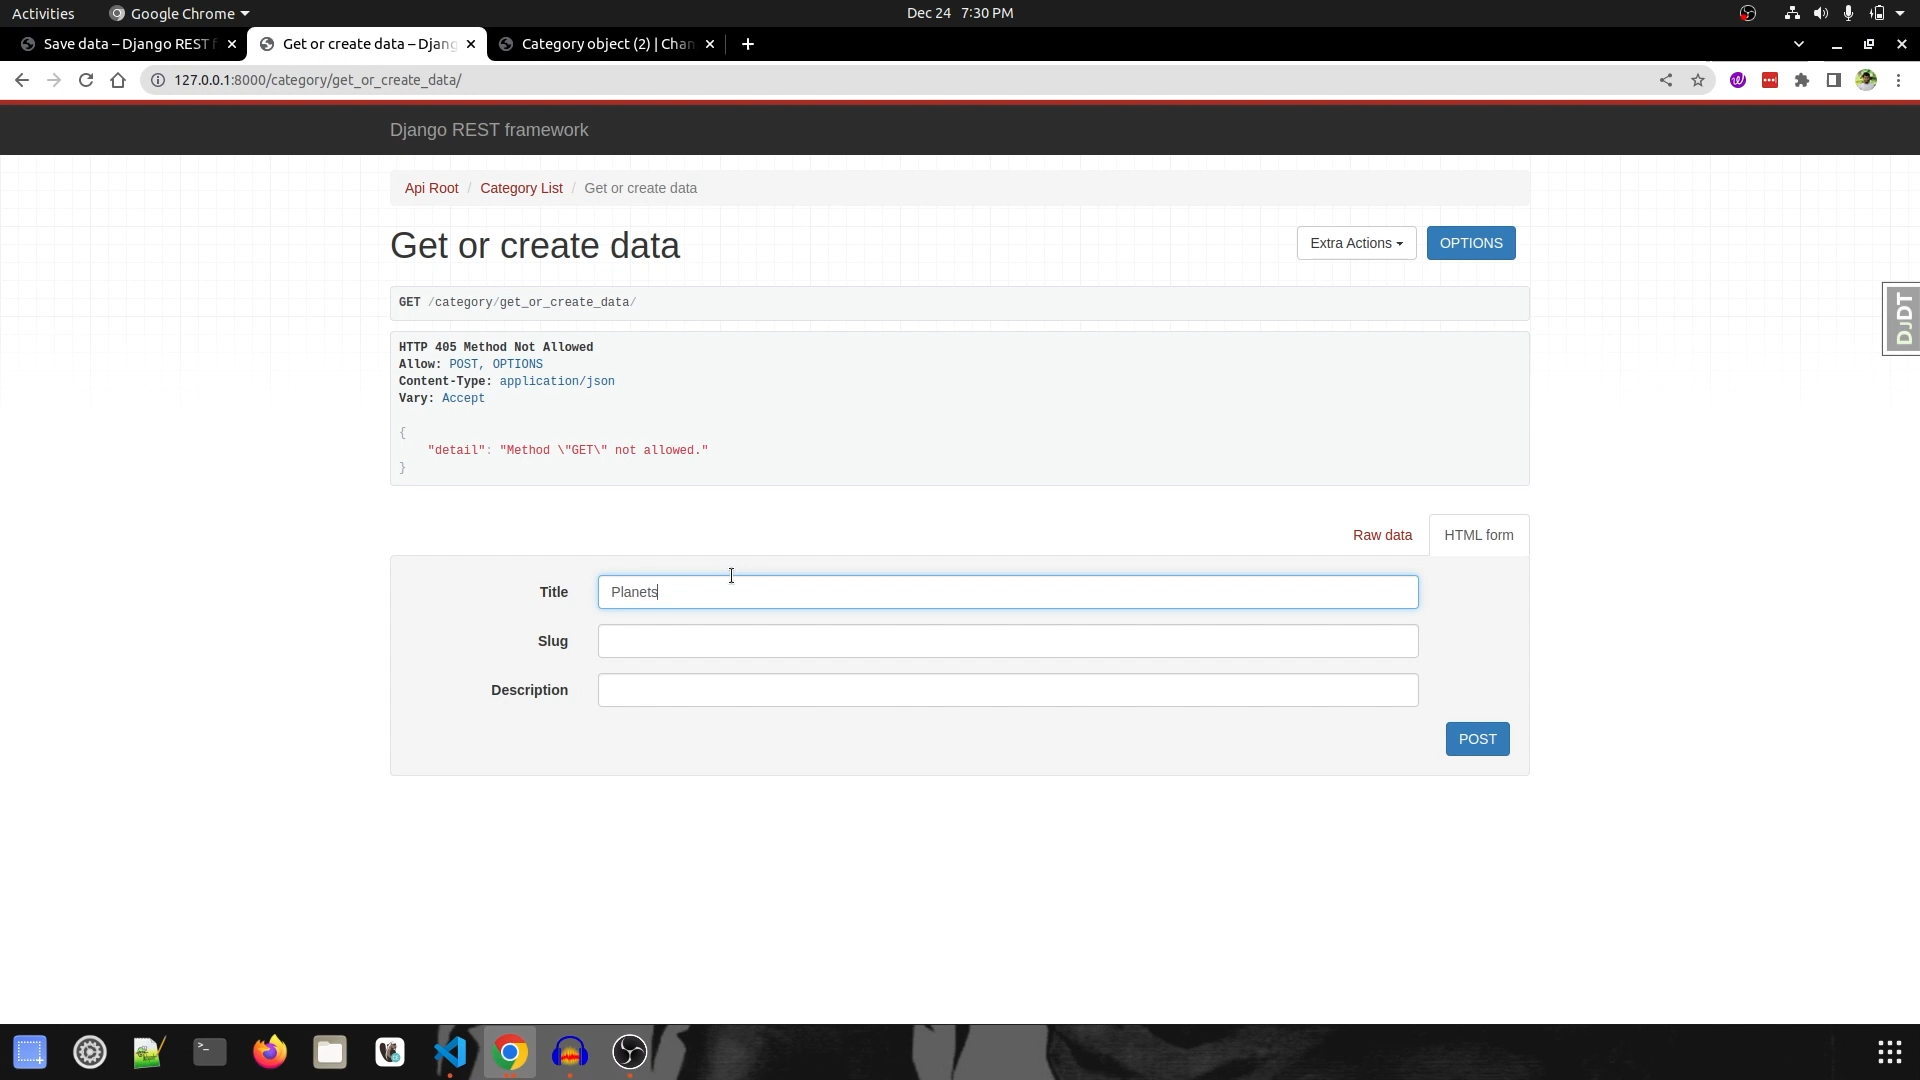 Activities
Google Chrome
Dec 24 7:30 PM
Save data – Django REST f
Get or create data – Djang
Category object (2) | Chan
127.0.0.1:8000/category/get_or_create_data/
Django REST framework
Api Root / Category List / Get or create data
Get or create data
Extra Actions
OPTIONS
GET /category/get_or_create_data/
HTTP 405 Method Not Allowed
Allow: POST, OPTIONS
Content-Type: application/json
Vary: Accept
{
"detail": "Method \"GET\" not allowed."
}
DJDT
Raw data
HTML form
Title
Planets
Slug
Description
POST